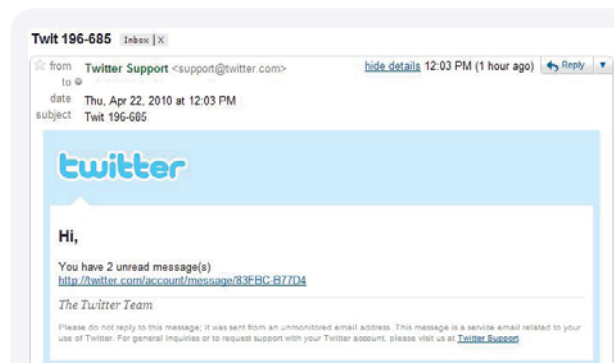 Twit 196-685 Inbox | X
from Twitter Support <support@twitter.com> hide details 12:03 PM (1 hour ago) Reply
to
date Thu, Apr 22, 2010 at 12:03 PM
subject Twit 196-685
twitter
Hi,
You have 2 unread message(s)
http://twitter.com/account/message/83FBC-B77D4
The Twitter Team
Please do not reply to this message; it was sent from an unmonitored email address. This message is a service email related to your
use of Twitter. For general inquiries or to request support with your Twitter account, please visit us at Twitter Support.